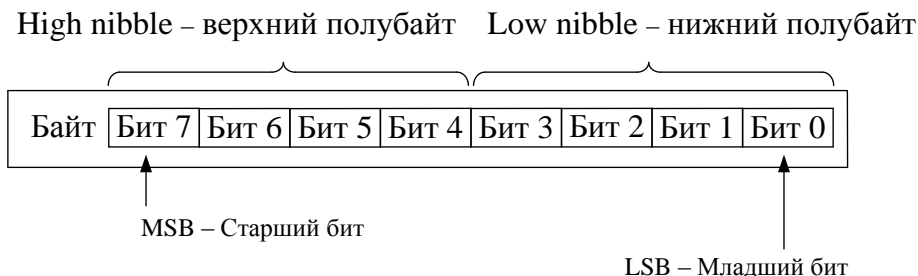 High nibble – верхний полубайт Low nibble – нижний полубайт
Байт Бит 7 Бит 6 Бит 5 Бит 4 Бит 3 Бит 2 Бит 1 Бит 0
MSB – Старший бит
LSB – Младший бит